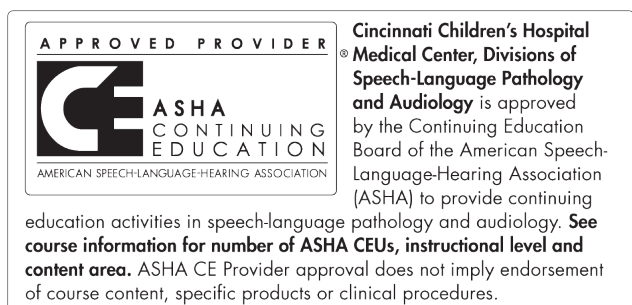 APPROVED PROVIDER
CE
ASHA
CONTINUING
EDUCATION
AMERICAN SPEECH-LANGUAGE-HEARING ASSOCIATION
®
Cincinnati Children's Hospital
Medical Center, Divisions of
Speech-Language Pathology
and Audiology is approved
by the Continuing Education
Board of the American Speech-
Language-Hearing Association
(ASHA) to provide continuing
education activities in speech-language pathology and audiology. See
course information for number of ASHA CEUs, instructional level and
content area. ASHA CE Provider approval does not imply endorsement
of course content, specific products or clinical procedures.